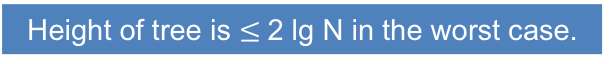 Height of tree is ≤ 2 lg N in the worst case.